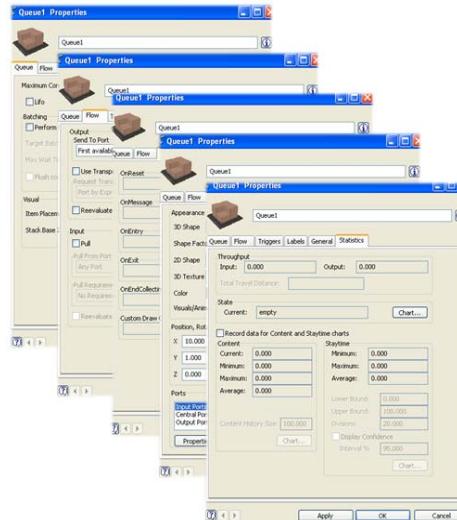 Queue1 Properties
Queue1
Queue Flow
Maximum Con
Lifo
Batching
Perform
Target Batc
Max Wait Ti
Flush co
Visual
Item Placem
Stack Base
Queue1 Properties
Queue1
Queue Flow
Output
Send To Port
First availabl
Use Transp
Request Trans
Port by Expr
Reevaluate
Input
Pull
Pull From Port
Any Port
Pull Requireme
No Requirem
Reevaluate
Queue1 Properties
Queue1
Queue Flow
OnReset
OnMessage
OnEntry
OnExit
OnEndCollectin
Custom Draw C
Queue1 Properties
Queue1
Queue Flow
Appearance
3D Shape
Shape Facto
2D Shape
3D Texture
Color
Visuals/Anim
Position, Rot
X 10.000
Y 1.000
Z 0.000
Ports
Input Ports
Central Por
Output Por
Properti
Queue1 Properties
Queue1
Queue Flow Triggers Labels General Statistics
Throughput
Input: 0.000 Output: 0.000
Total Travel Distance:
State
Current: empty Chart...
Record data for Content and Staytime charts
Content Staytime
Current: 0.000 Minimum: 0.000
Minimum: 0.000 Maximum: 0.000
Maximum: 0.000 Average: 0.000
Average: 0.000
Lower Bound: 0.000
Upper Bound: 100.000
Content History Size: 100.000 Divisions: 20.000
Chart... Display Confidence
Interval % 90.000
Chart...
Apply OK Cancel